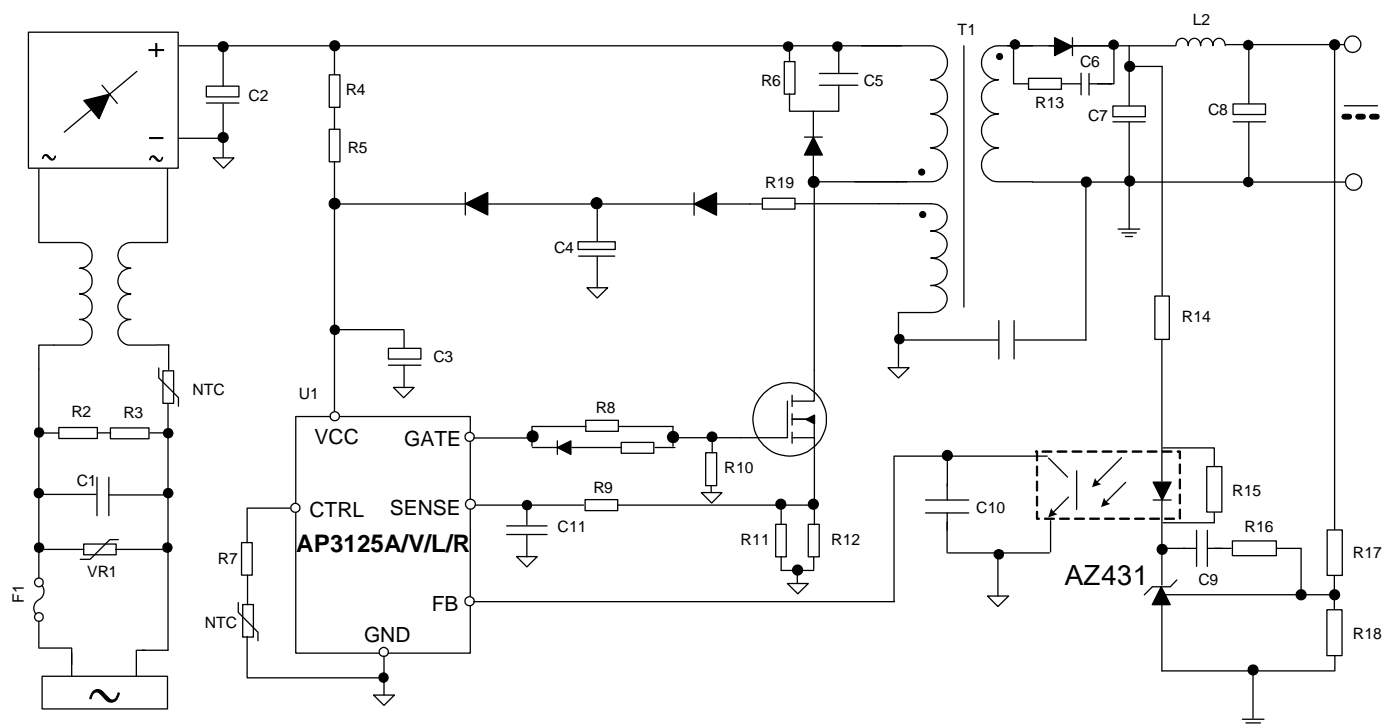 L2
T1
+
R6
C5
C6
R13
C2
R4
C7
C8
−
~
~
R5
R19
C4
R14
C3
NTC
U1
R2
R3
VCC
GATE
R8
R10
C1
CTRL
SENSE
R9
C11
C10
R15
R16
AP3125A/V/L/R
R11
R12
R7
VR1
C9
R17
F1
AZ431
FB
NTC
GND
R18
~